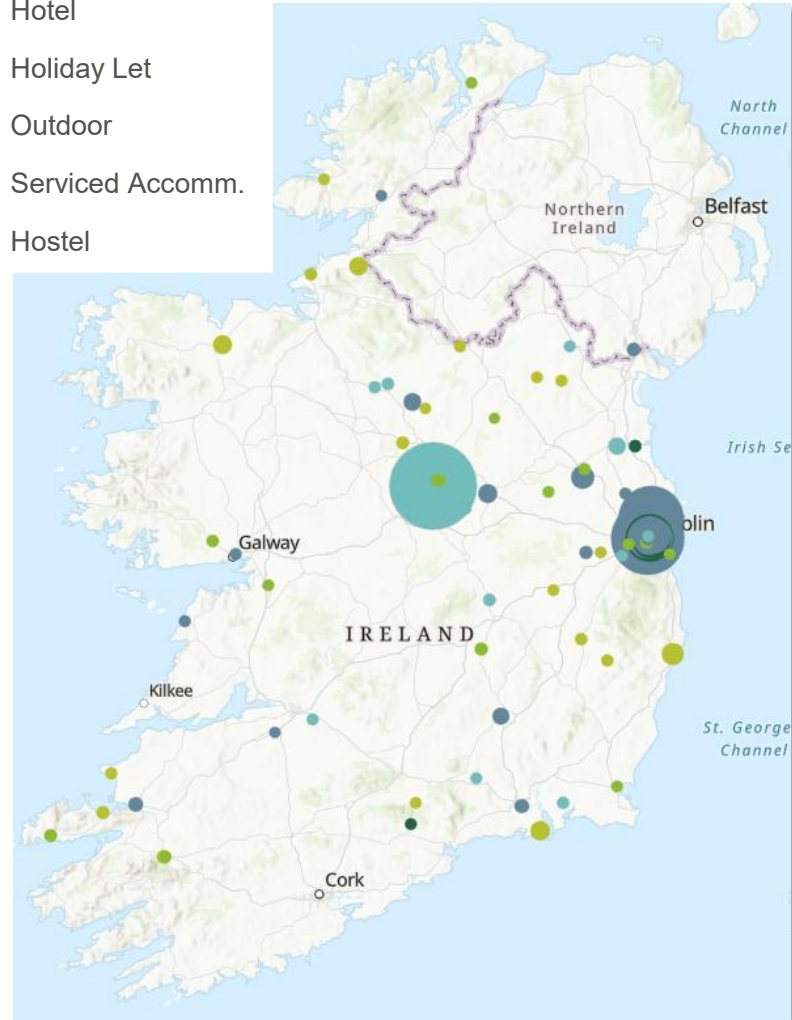 Hotel
Holiday Let
Outdoor
Serviced Accomm.
Hostel
North
Channel
Belfast
Northern
Ireland
Irish Se
blin
Galway
IRELAND
Kilkee
St. George
Channel
Cork